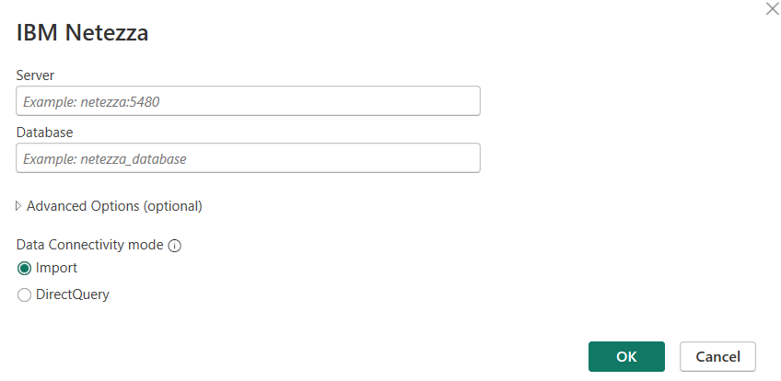 IBM Netezza
Server
Example: netezza:5480
Database
Example: netezza_database
Advanced Options (optional)
Data Connectivity mode
Import
DirectQuery
OK Cancel